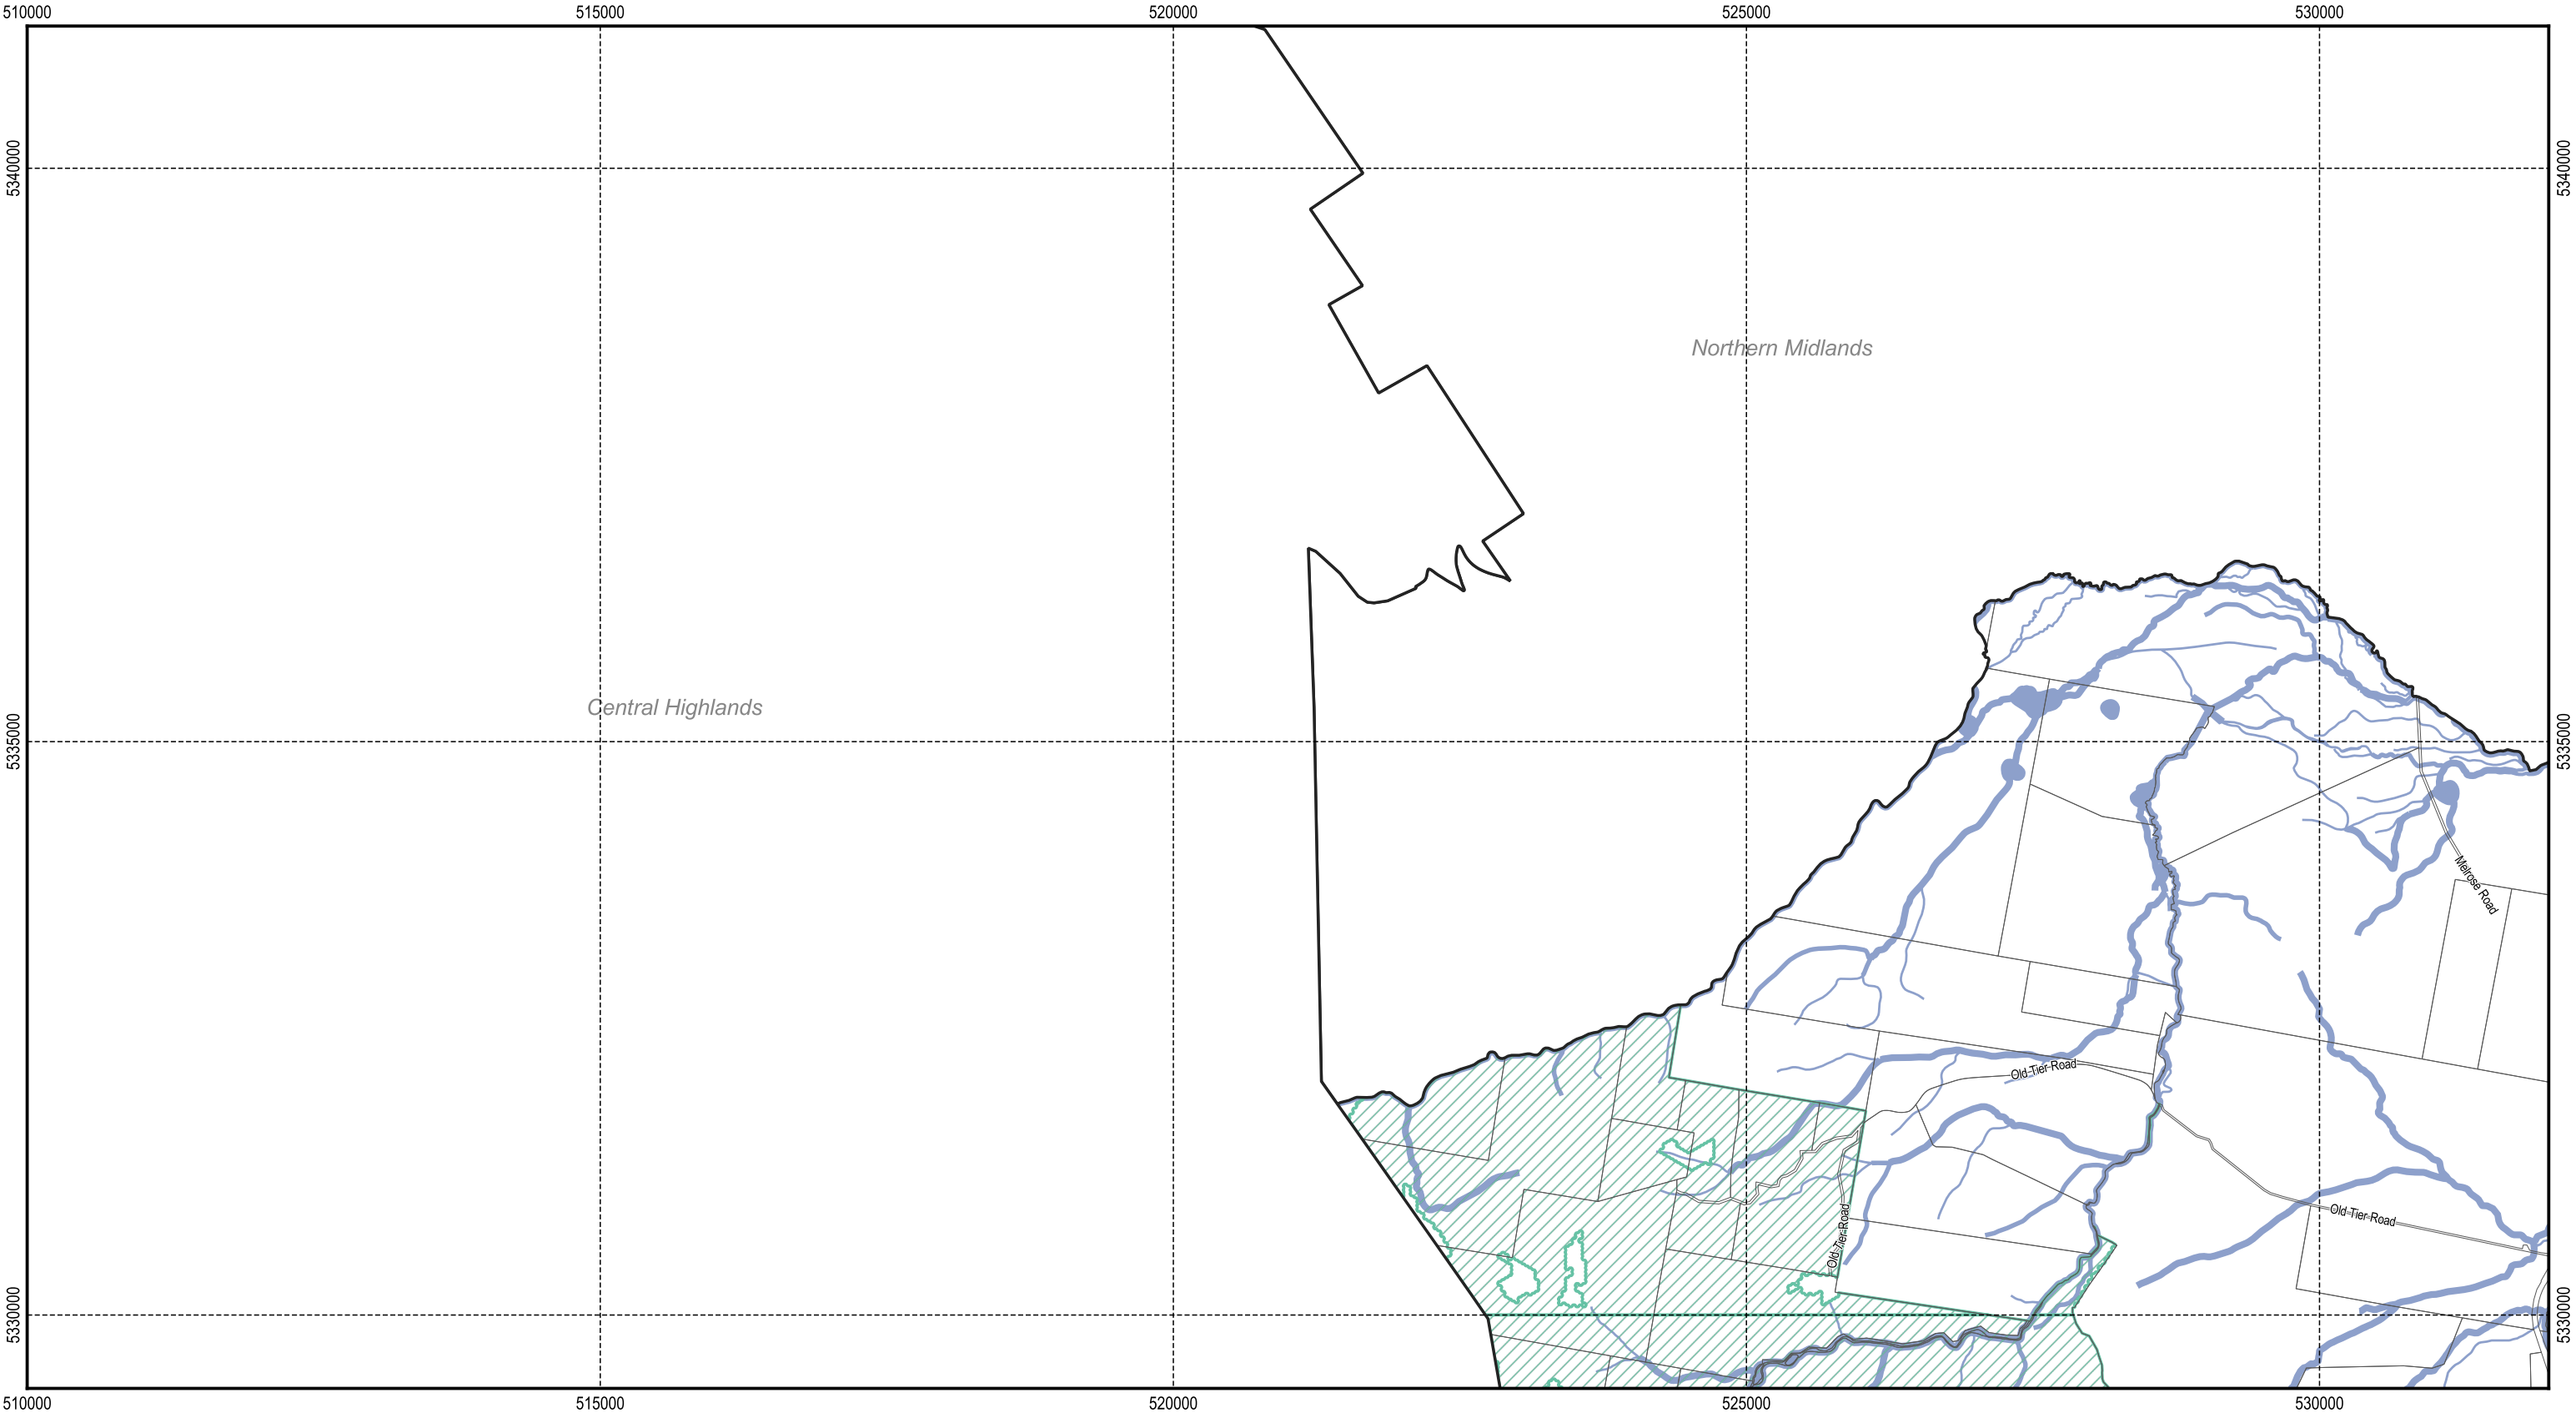 510000
515000
520000
525000
530000
5340000
5340000
Northern Midlands
Central Highlands
5335000
5335000
Melrose Road
Old Tier Road
Old Tier Road
Old Tier Road
5330000
5330000
510000
515000
520000
525000
530000